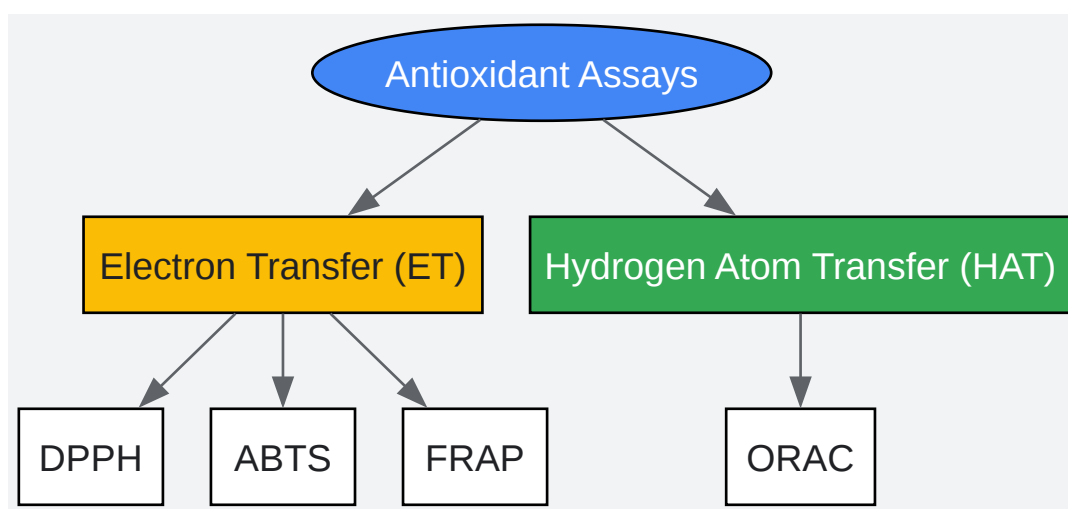 Antioxidant Assays
Electron Transfer (ET)
Hydrogen Atom Transfer (HAT)
DPPH
ABTS
FRAP
ORAC